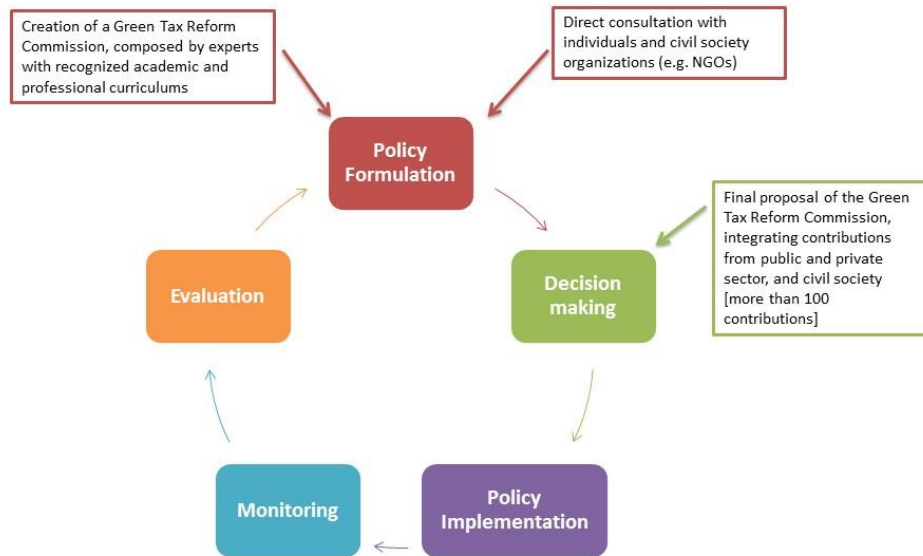 Creation of a Green Tax Reform
Commission, composed by experts
with recognized academic and
professional curriculums
Direct consultation with
individuals and civil society
organizations (e.g. NGOs)
Policy
Formulation
Final proposal of the Green
Tax Reform Commission,
integrating contributions
from public and private
sector, and civil society
[more than 100
contributions]
Evaluation
Decision
making
Monitoring
Policy
Implementation